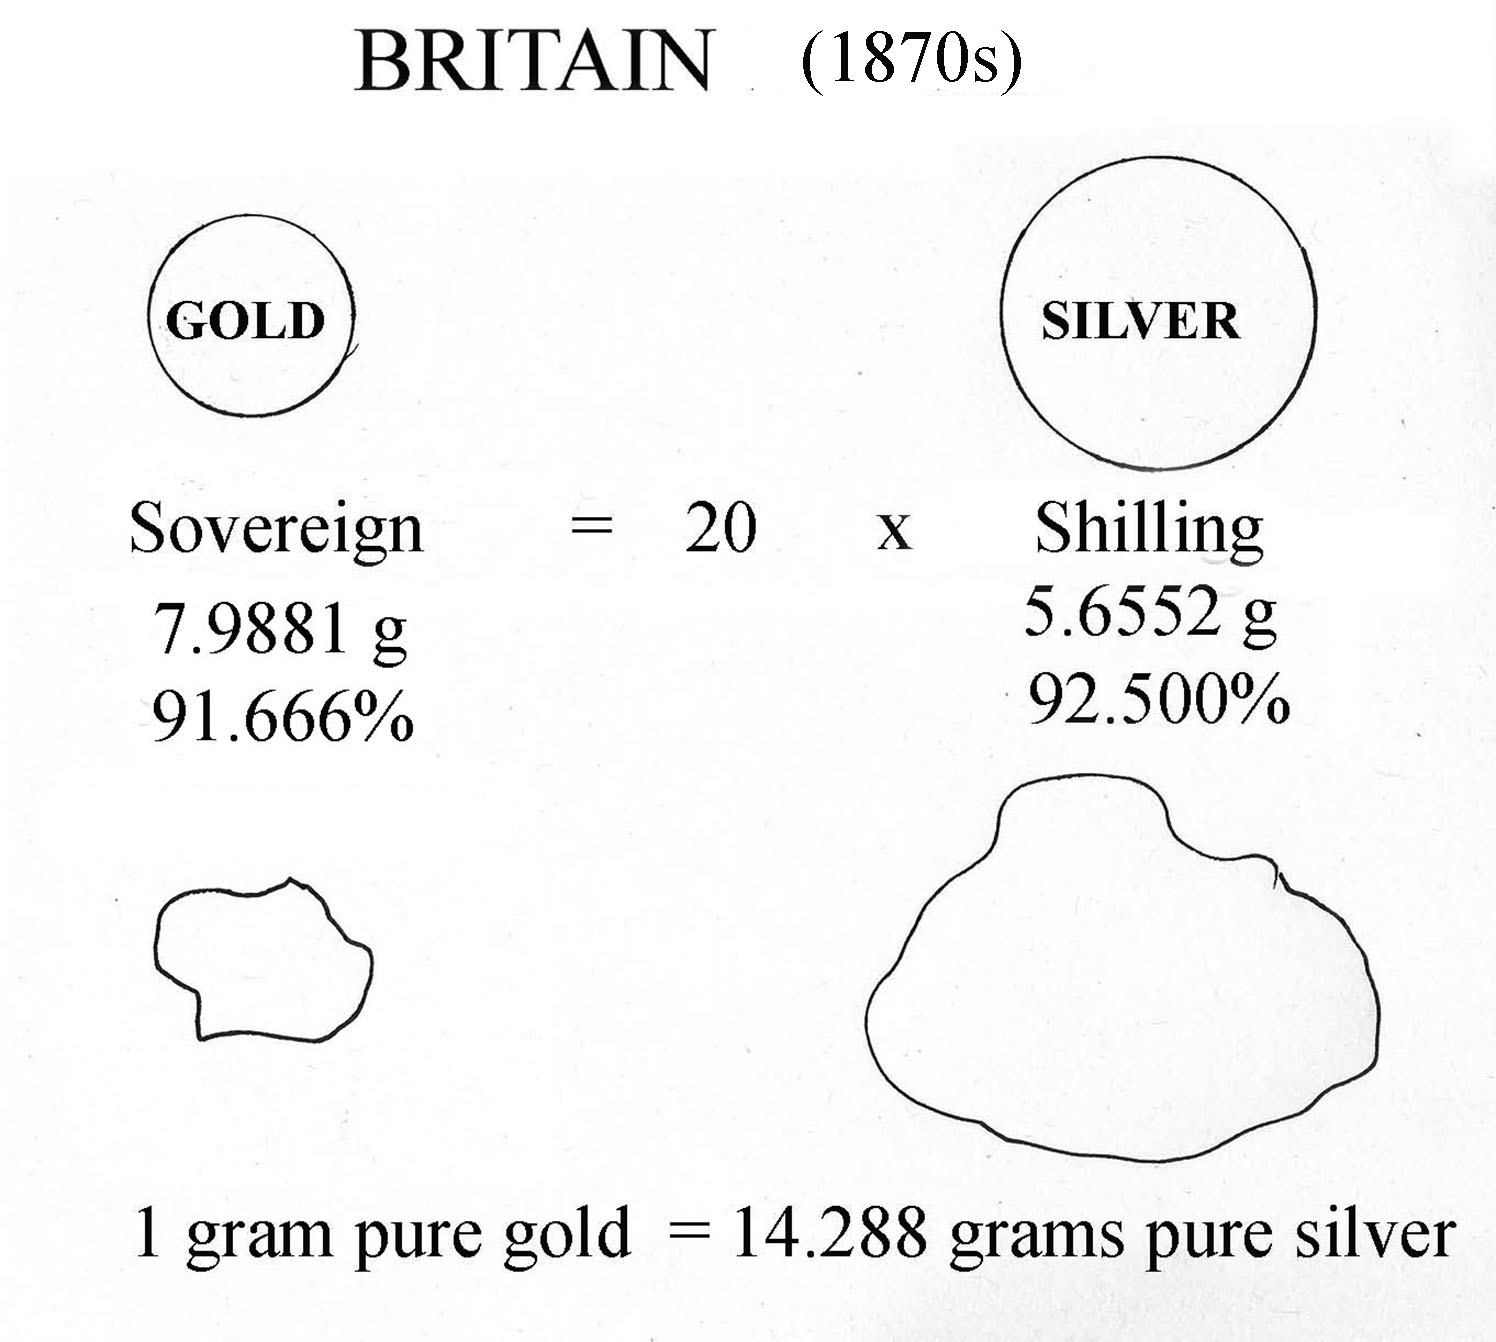 BRITAIN (1870s)
GOLD
SILVER
Sovereign = 20 x Shilling
7.9881 g
5.6552 g
91.666%
92.500%
1 gram pure gold = 14.288 grams pure silver